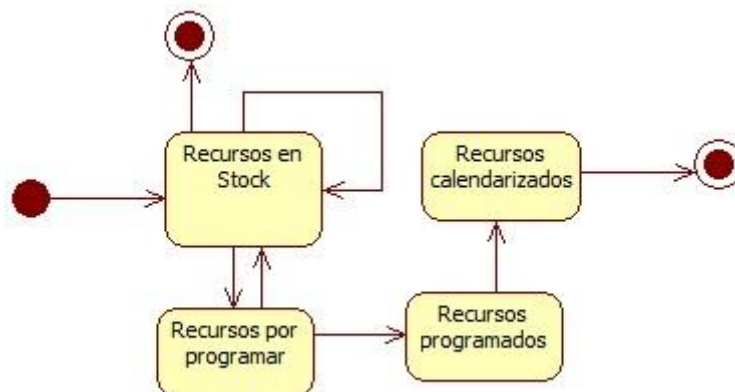 Recursos en
Stock
Recursos
calendarizados
Recursos por
programar
Recursos
programados